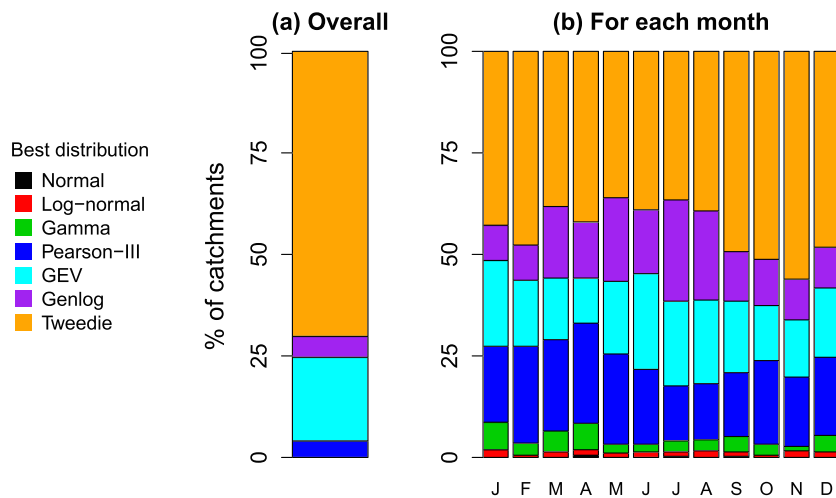 (a) Overall
(b) For each month
Best distribution
Normal
Log−normal
Gamma
Pearson−III
GEV
Genlog
Tweedie
% of catchments
100
75
50
25
0
100
75
50
25
0
J F M A M J J A S O N D